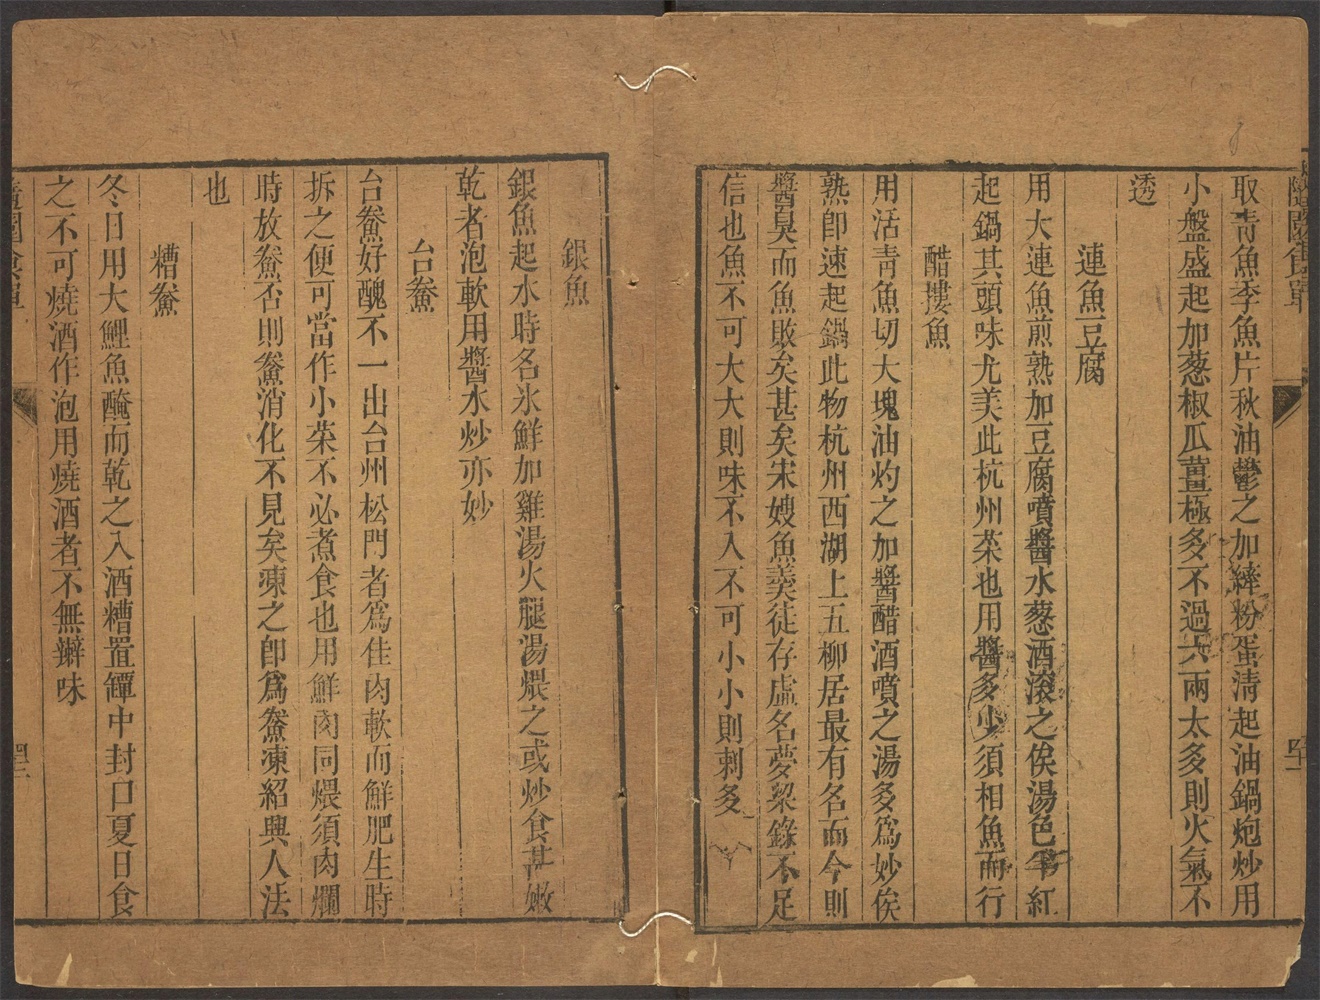 隨園食單
取青魚季魚片秋油鬱之加縴粉蛋淸起油鍋炮炒用
小盤盛起加葱椒瓜薑極多不過六兩太多則火氣不
透
連魚豆腐
用大連魚煎熟加豆腐噴醬水葱酒滾之俟湯色半紅
起鍋其頭味尤美此杭州菜也用醬多少須相魚而行
醋摟魚
用活靑魚切大塊油灼之加醬醋酒噴之湯多爲妙俟
熟卽速起鍋此物杭州西湖上五柳居最有名而今則
醬臭而魚敗矣甚矣宋嫂魚羹徒存虛名夢梁錄不足
信也魚不可大大則味不入不可小小則刺多
銀魚
銀魚起水時名氷鮮加雞湯火腿湯煨之或炒食甚嫩
乾者泡軟用醬水炒亦妙
台鯗
台鯗好醜不一出台州松門者爲佳肉軟而鮮肥生時
拆之便可當作小菜不必煮食也用鮮肉同煨須肉爛
時放鯗否則鯗消化不見矣凍之卽爲鯗凍紹興人法
也
糟鯗
冬日用大鯉魚醃而乾之入酒糟置罈中封口夏日食
之不可燒酒作泡用燒酒者不無辣味
隨園食單